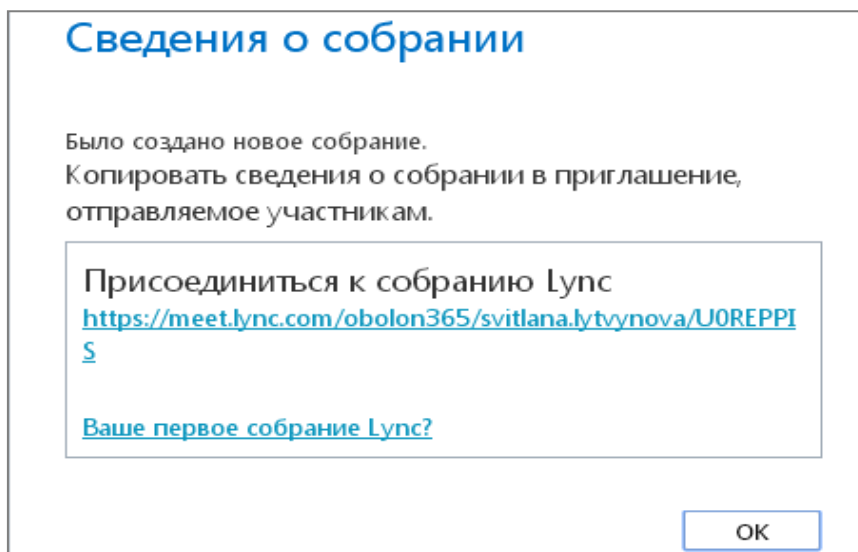 Сведения о собрании
Было создано новое собрание.
Копировать сведения о собрании в приглашение,
отправляемое участникам.
Присоединиться к собранию Lync
https://meet.lync.com/obolon365/svitlana.lytvynova/U0REPPI
S
Ваше первое собрание Lync?
ОК